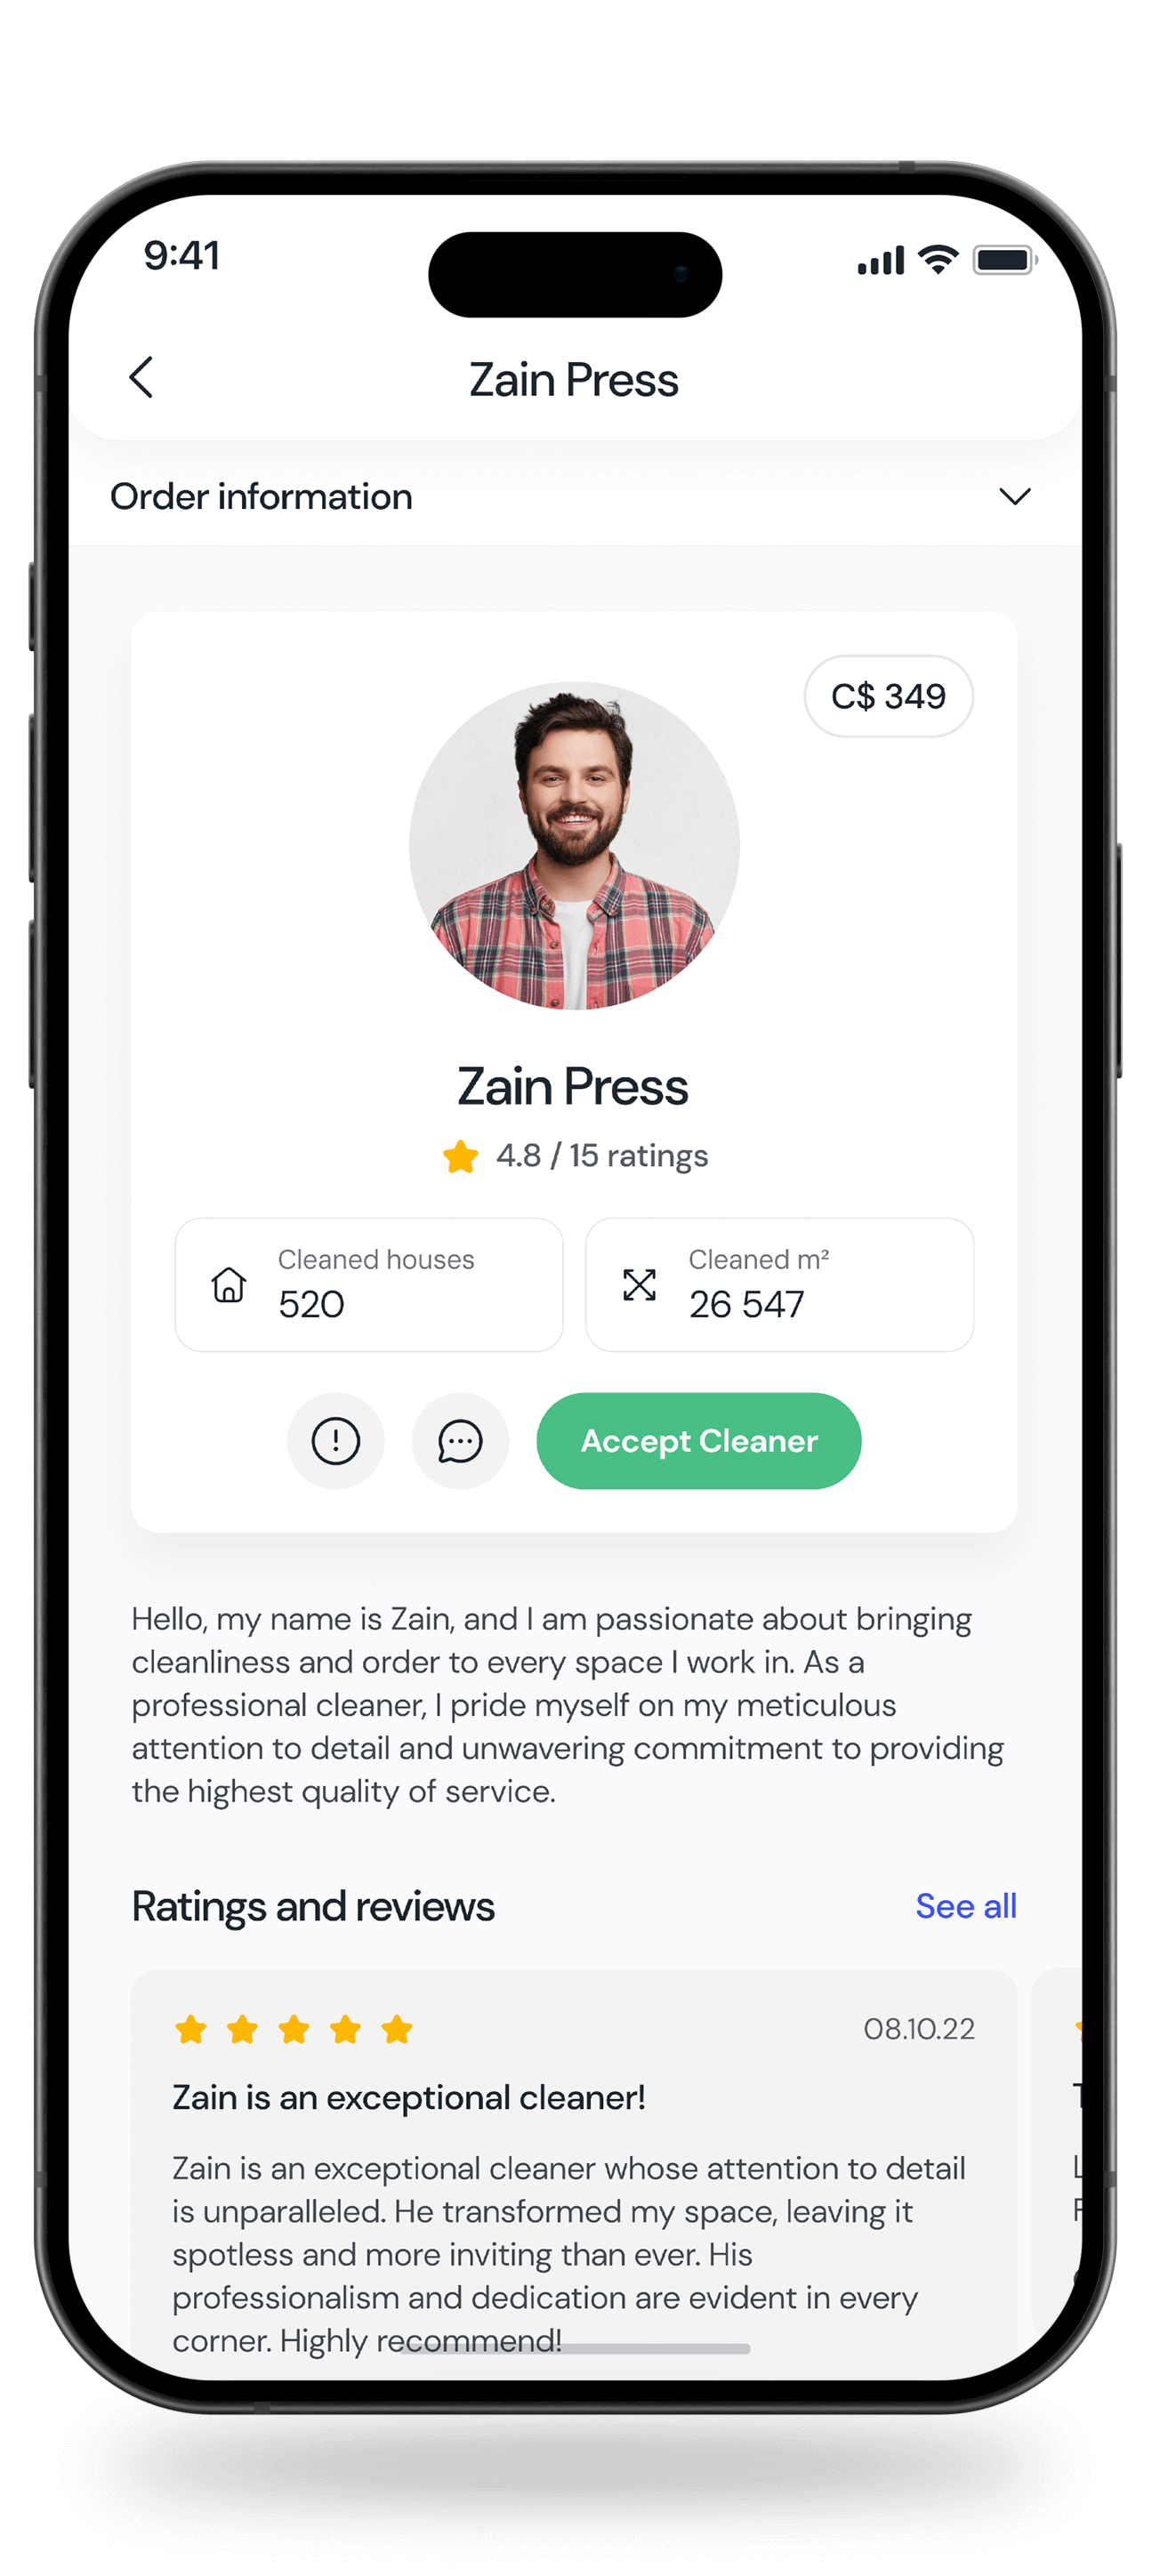 9:41
Zain Press
Order information
C$ 349
Zain Press
4.8 / 15 ratings
Cleaned houses
520
Cleaned m²
26 547
Accept Cleaner
Hello, my name is Zain, and I am passionate about bringing
cleanliness and order to every space I work in. As a
professional cleaner, I pride myself on my meticulous
attention to detail and unwavering commitment to providing
the highest quality of service.
Ratings and reviews
See all
08.10.22
Zain is an exceptional cleaner!
Zain is an exceptional cleaner whose attention to detail
is unparalleled. He transformed my space, leaving it
spotless and more inviting than ever. His
professionalism and dedication are evident in every
corner. Highly recommend!